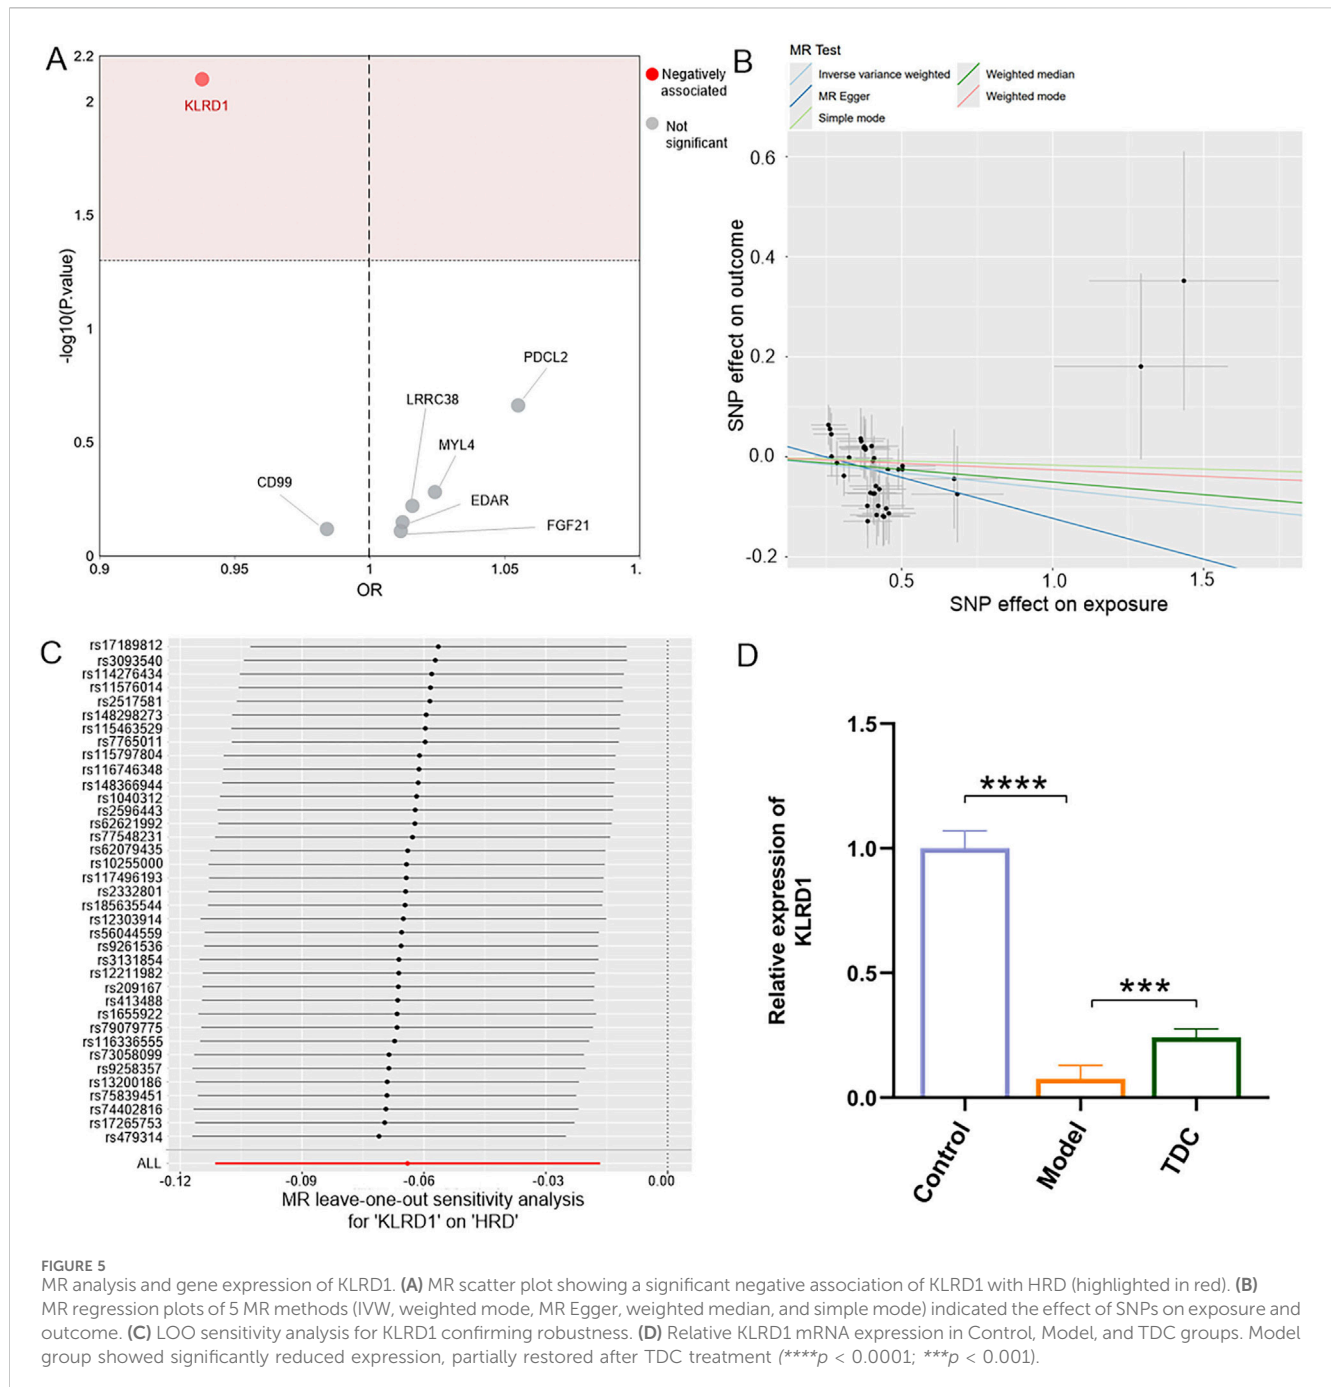 A
2.2
2
1.5
1
0.5
0
-log10(P.value)
0.9
0.95
1
1.05
1.
OR
KLRD1
PDCL2
LRRC38
MYL4
CD99
EDAR
FGF21
Negatively
associated
Not
significant
B
MR Test
Inverse variance weighted
Weighted median
MR Egger
Weighted mode
Simple mode
0.6
0.4
0.2
0.0
-0.2
SNP effect on outcome
0.5
1.0
1.5
SNP effect on exposure
C
rs17189812
rs3093540
rs114276434
rs11576014
rs2517581
rs148298273
rs115463529
rs7765011
rs115797804
rs116746348
rs148366944
rs1040312
rs2596443
rs62621992
rs77548231
rs62079435
rs10255000
rs117496193
rs2332801
rs185635544
rs12303914
rs56044559
rs9261536
rs3131854
rs12211982
rs209167
rs413488
rs1655922
rs79079775
rs116336555
rs73058099
rs9258357
rs13200186
rs75839451
rs74402816
rs17265753
rs479314
ALL
-0.12
-0.09
-0.06
-0.03
0.00
MR leave-one-out sensitivity analysis
for 'KLRD1' on 'HRD'
D
1.5
1.0
0.5
0.0
Relative expression of
KLRD1
****
***
Control
Model
TDC
FIGURE 5
MR analysis and gene expression of KLRD1. (A) MR scatter plot showing a significant negative association of KLRD1 with HRD (highlighted in red). (B)
MR regression plots of 5 MR methods (IVW, weighted mode, MR Egger, weighted median, and simple mode) indicated the effect of SNPs on exposure and
outcome. (C) LOO sensitivity analysis for KLRD1 confirming robustness. (D) Relative KLRD1 mRNA expression in Control, Model, and TDC groups. Model
group showed significantly reduced expression, partially restored after TDC treatment (****p < 0.0001; ***p < 0.001).